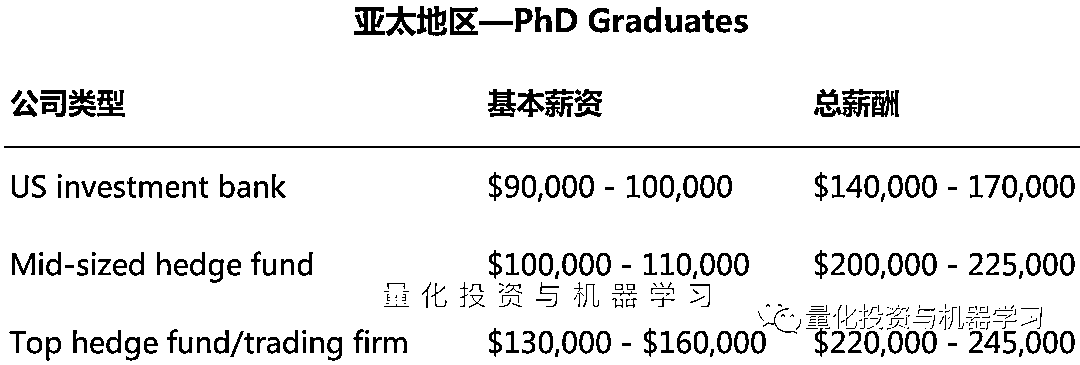 亚太地区—PhD Graduates
公司类型 基本薪资 总薪酬
US investment bank $90,000 - 100,000 $140,000 - 170,000
Mid-sized hedge fund $100,000 - 110,000 $200,000 - 225,000
量化投资与机器学习
量化投资与机器学习
Top hedge fund/trading firm $130,000 - $160,000 $220,000 - 245,000